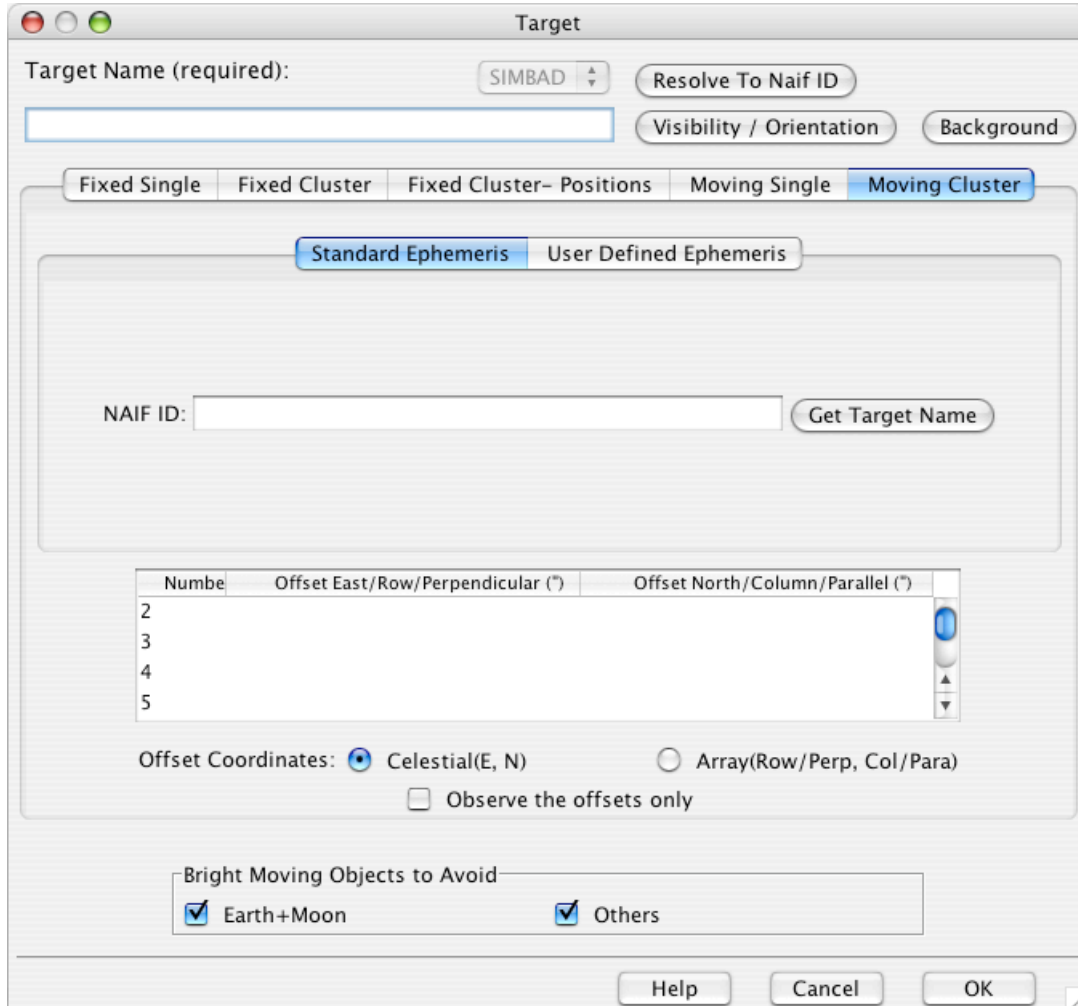 Target
Target Name (required):
SIMBAD
Resolve To Naif ID
Visibility / Orientation
Background
Fixed Single
Fixed Cluster
Fixed Cluster- Positions
Moving Single
Moving Cluster
Standard Ephemeris
User Defined Ephemeris
NAIF ID:
Get Target Name
Numbe
Offset East/Row/Perpendicular (")
Offset North/Column/Parallel (")
2
3
4
5
Offset Coordinates:
Celestial(E, N)
Array(Row/Perp, Col/Para)
Observe the offsets only
Bright Moving Objects to Avoid
Earth+Moon
Others
Help
Cancel
OK